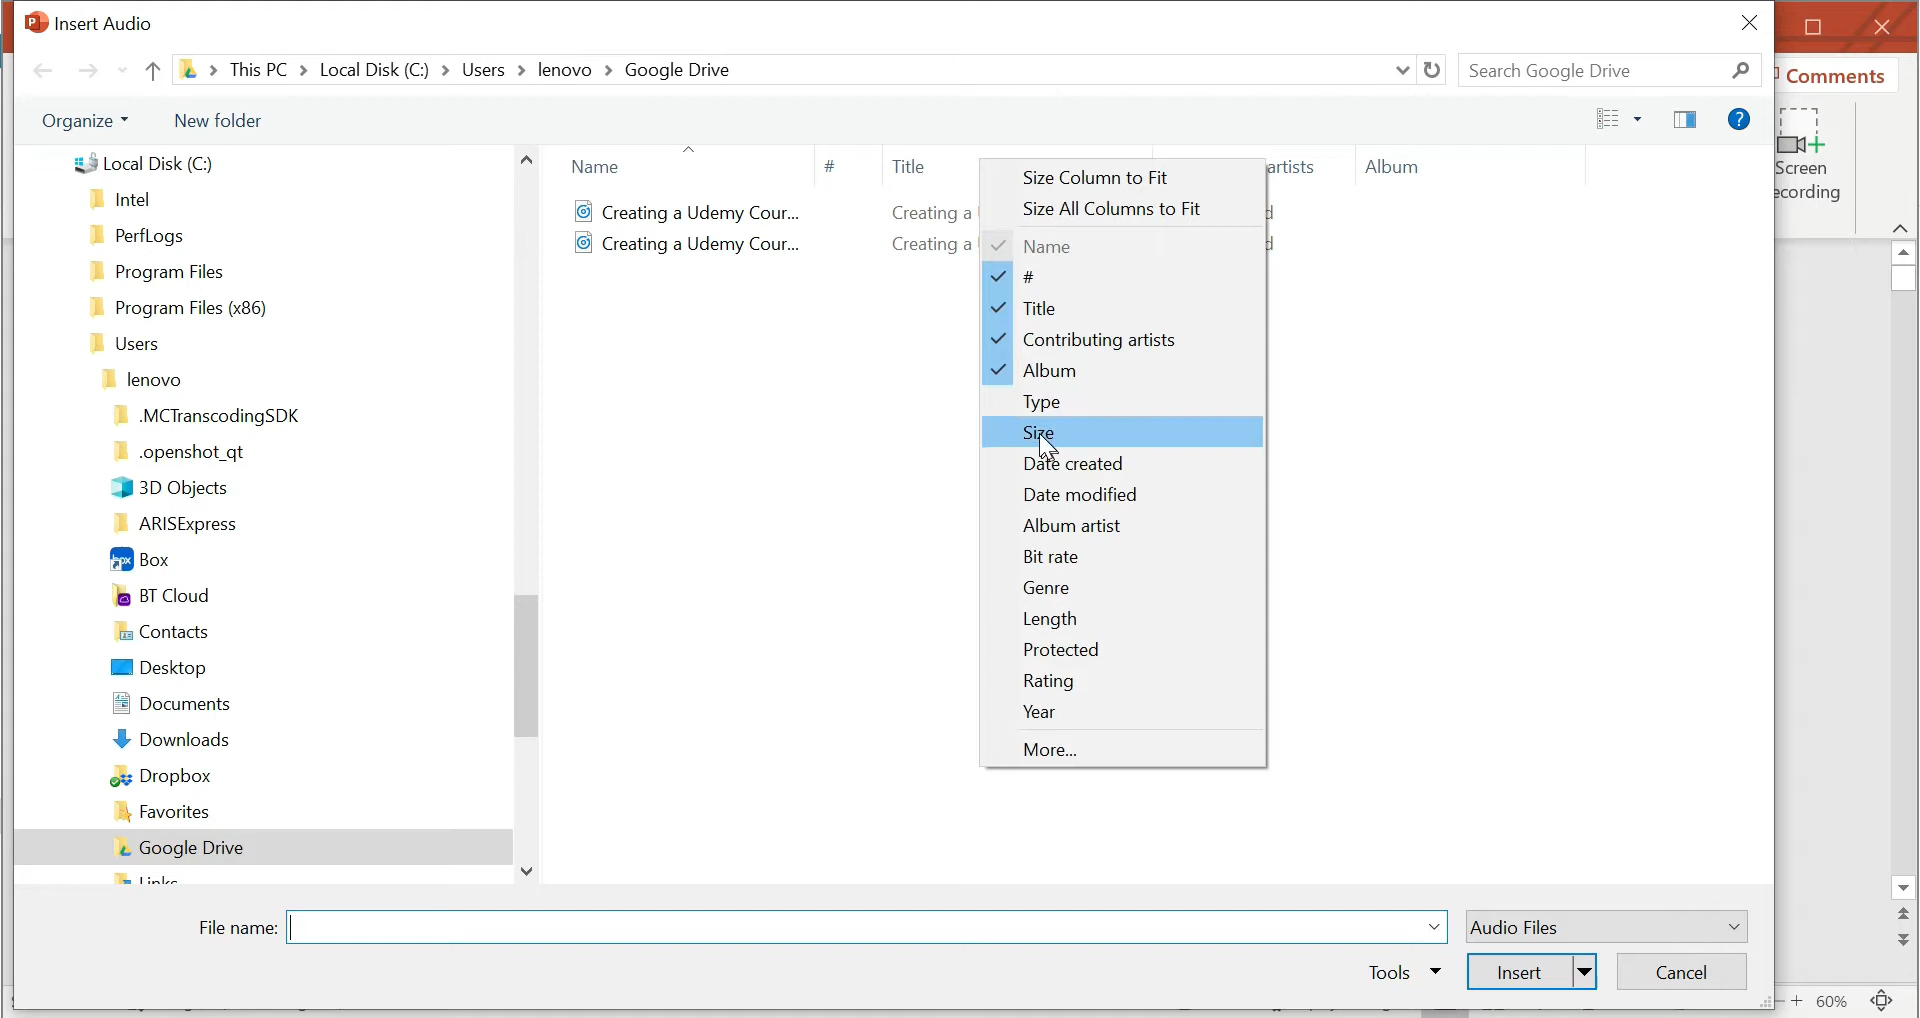 Insert Audio
This PC > Local Disk (C:) > Users > lenovo > Google Drive
Search Google Drive
Comments
Organize
New folder
Screen
ecording
Local Disk (C:)
Intel
PerfLogs
Program Files
Program Files (x86)
Users
lenovo
.MCTranscodingSDK
.openshot_qt
3D Objects
ARISExpress
Box
BT Cloud
Contacts
Desktop
Documents
Downloads
Dropbox
Favorites
Google Drive
Links
Name # Title artists Album
Creating a Udemy Cour... Creating a
Creating a Udemy Cour... Creating a
Size Column to Fit
Size All Columns to Fit
Name
#
Title
Contributing artists
Album
Type
Size
Date created
Date modified
Album artist
Bit rate
Genre
Length
Protected
Rating
Year
More...
File name:
Audio Files
Tools
Insert
Cancel
60%